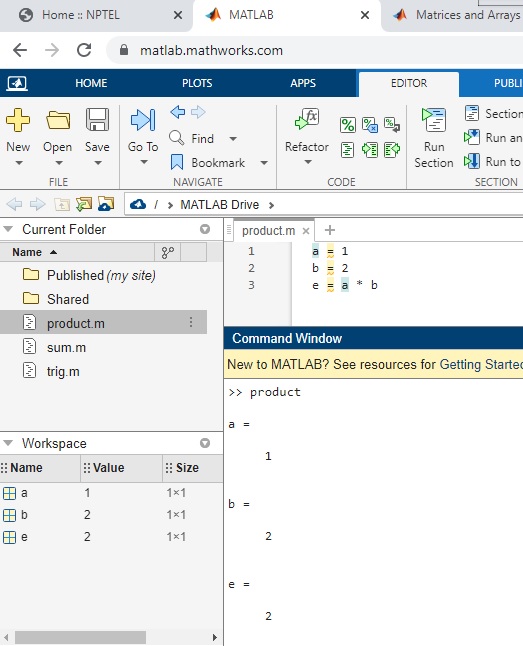 Home :: NPTEL × MATLAB × Matrices and Arrays
matlab.mathworks.com
HOME PLOTS APPS EDITOR PUBLI
New Open Save Go To Find Bookmark Refactor Run Section Section Run an Run to
FILE NAVIGATE CODE SECTION
/ > MATLAB Drive >
Current Folder
Name
Published (my site)
Shared
product.m
sum.m
trig.m
Workspace
Name Value Size
a 1 1×1
b 2 1×1
e 2 1×1
product.m × +
1 a = 1
2 b = 2
3 e = a * b
Command Window
New to MATLAB? See resources for Getting Started
>> product
a =
1
b =
2
e =
2